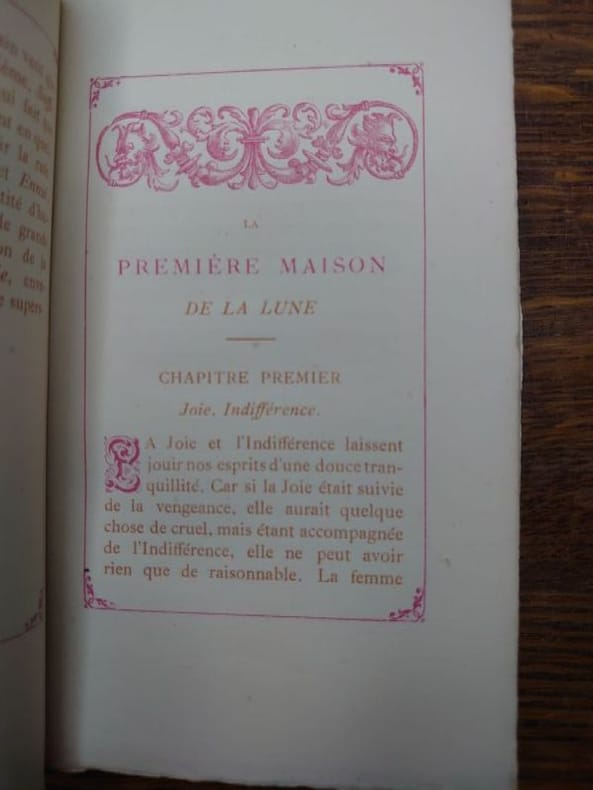 LA
PREMIÈRE MAISON
DE LA LUNE
CHAPITRE PREMIER
Joie, Indifférence.
LA Joie et l'Indifférence laissent
jouir nos esprits d'une douce tran-
quillité. Car si la Joie était suivie
de la vengeance, elle aurait quelque
chose de cruel, mais étant accompagnée
de l'Indifférence, elle ne peut avoir
rien que de raisonnable. La femme